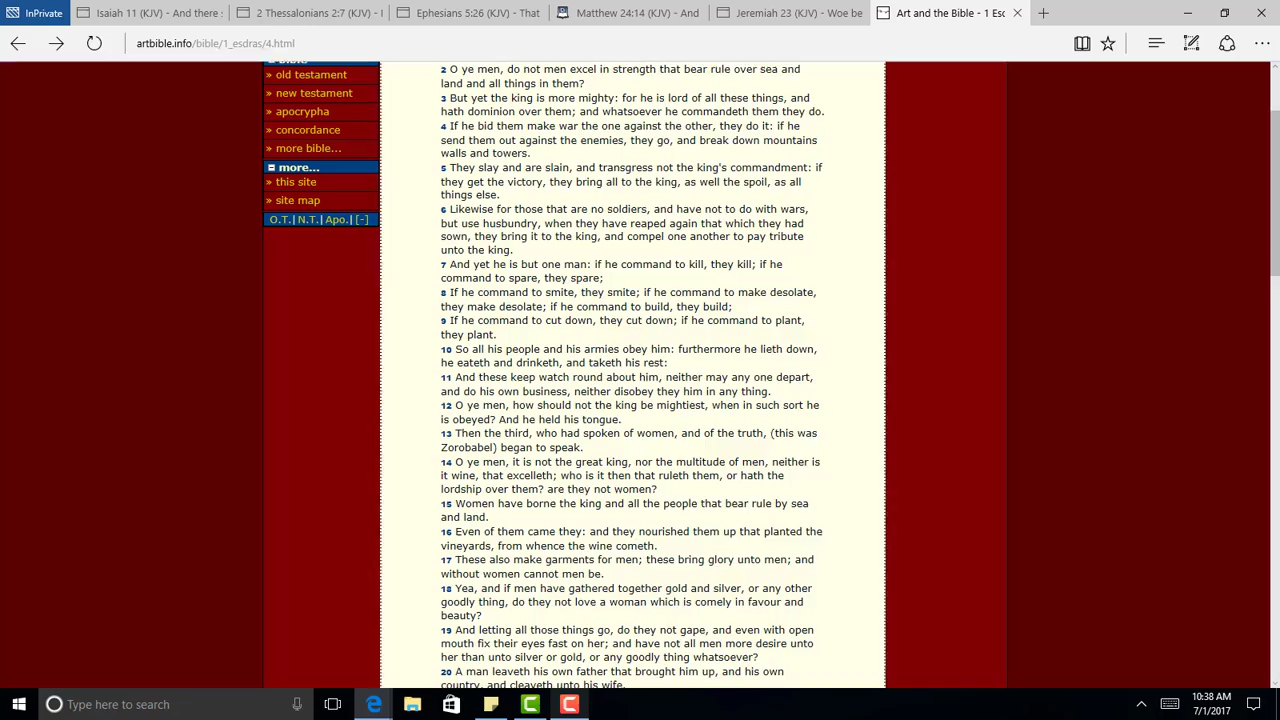 InPrivate
Isaiah 11 (KJV) - And there
2 Thessalonians 2:7 (KJV) -
Ephesians 5:26 (KJV) - That
Matthew 24:14 (KJV) - And
Jeremiah 23 (KJV) - Woe be
Art and the Bible - 1 Esd
artbible.info/bible/1_esdras/4.html
» old testament
» new testament
» apocrypha
» concordance
» more bible...
more...
» this site
» site map
O.T.| N.T.| Apo.| [-]
2 O ye men, do not men excel in strength that bear rule over sea and
land and all things in them?
3 But yet the king is more mighty: for he is lord of all these things, and
hath dominion over them; and whatsoever he commandeth them they do.
4 If he bid them make war the one against the other, they do it: if he
send them out against the enemies, they go, and break down mountains
walls and towers.
5 They slay and are slain, and transgress not the king's commandment: if
they get the victory, they bring all to the king, as well the spoil, as all
things else.
6 Likewise for those that are no soldiers, and have not to do with wars,
but use husbundry, when they have reaped again that which they had
sown, they bring it to the king, and compel one another to pay tribute
unto the king.
7 And yet he is but one man: if he command to kill, they kill; if he
command to spare, they spare;
8 If he command to smite, they smite; if he command to make desolate,
they make desolate; if he command to build, they build;
9 If he command to cut down, they cut down; if he command to plant,
they plant.
10 So all his people and his armies obey him: furthermore he lieth down,
he eateth and drinketh, and taketh his rest:
11 And these keep watch round about him, neither may any one depart,
and do his own business, neither disobey they him in any thing.
12 O ye men, how should not the king be mightiest, when in such sort he
is obeyed? And he held his tongue.
13 Then the third, who had spoken of women, and of the truth, (this was
Zorobabel) began to speak.
14 O ye men, it is not the great king, nor the multitude of men, neither is
it wine, that excelleth; who is it then that ruleth them, or hath the
lordship over them? are they not women?
15 Women have borne the king and all the people that bear rule by sea
and land.
16 Even of them came they: and they nourished them up that planted the
vineyards, from whence the wine cometh.
17 These also make garments for men; these bring glory unto men; and
without women cannot men be.
18 Yea, and if men have gathered together gold and silver, or any other
goodly thing, do they not love a woman which is comely in favour and
beauty?
19 And letting all those things go, do they not gape, and even with open
mouth fix their eyes fast on her; and have not all men more desire unto
her than unto silver or gold, or any goodly thing whatsoever?
20 A man leaveth his own father that brought him up, and his own
country, and cleaveth unto his wife.
Type here to search
10:38 AM
7/1/2017